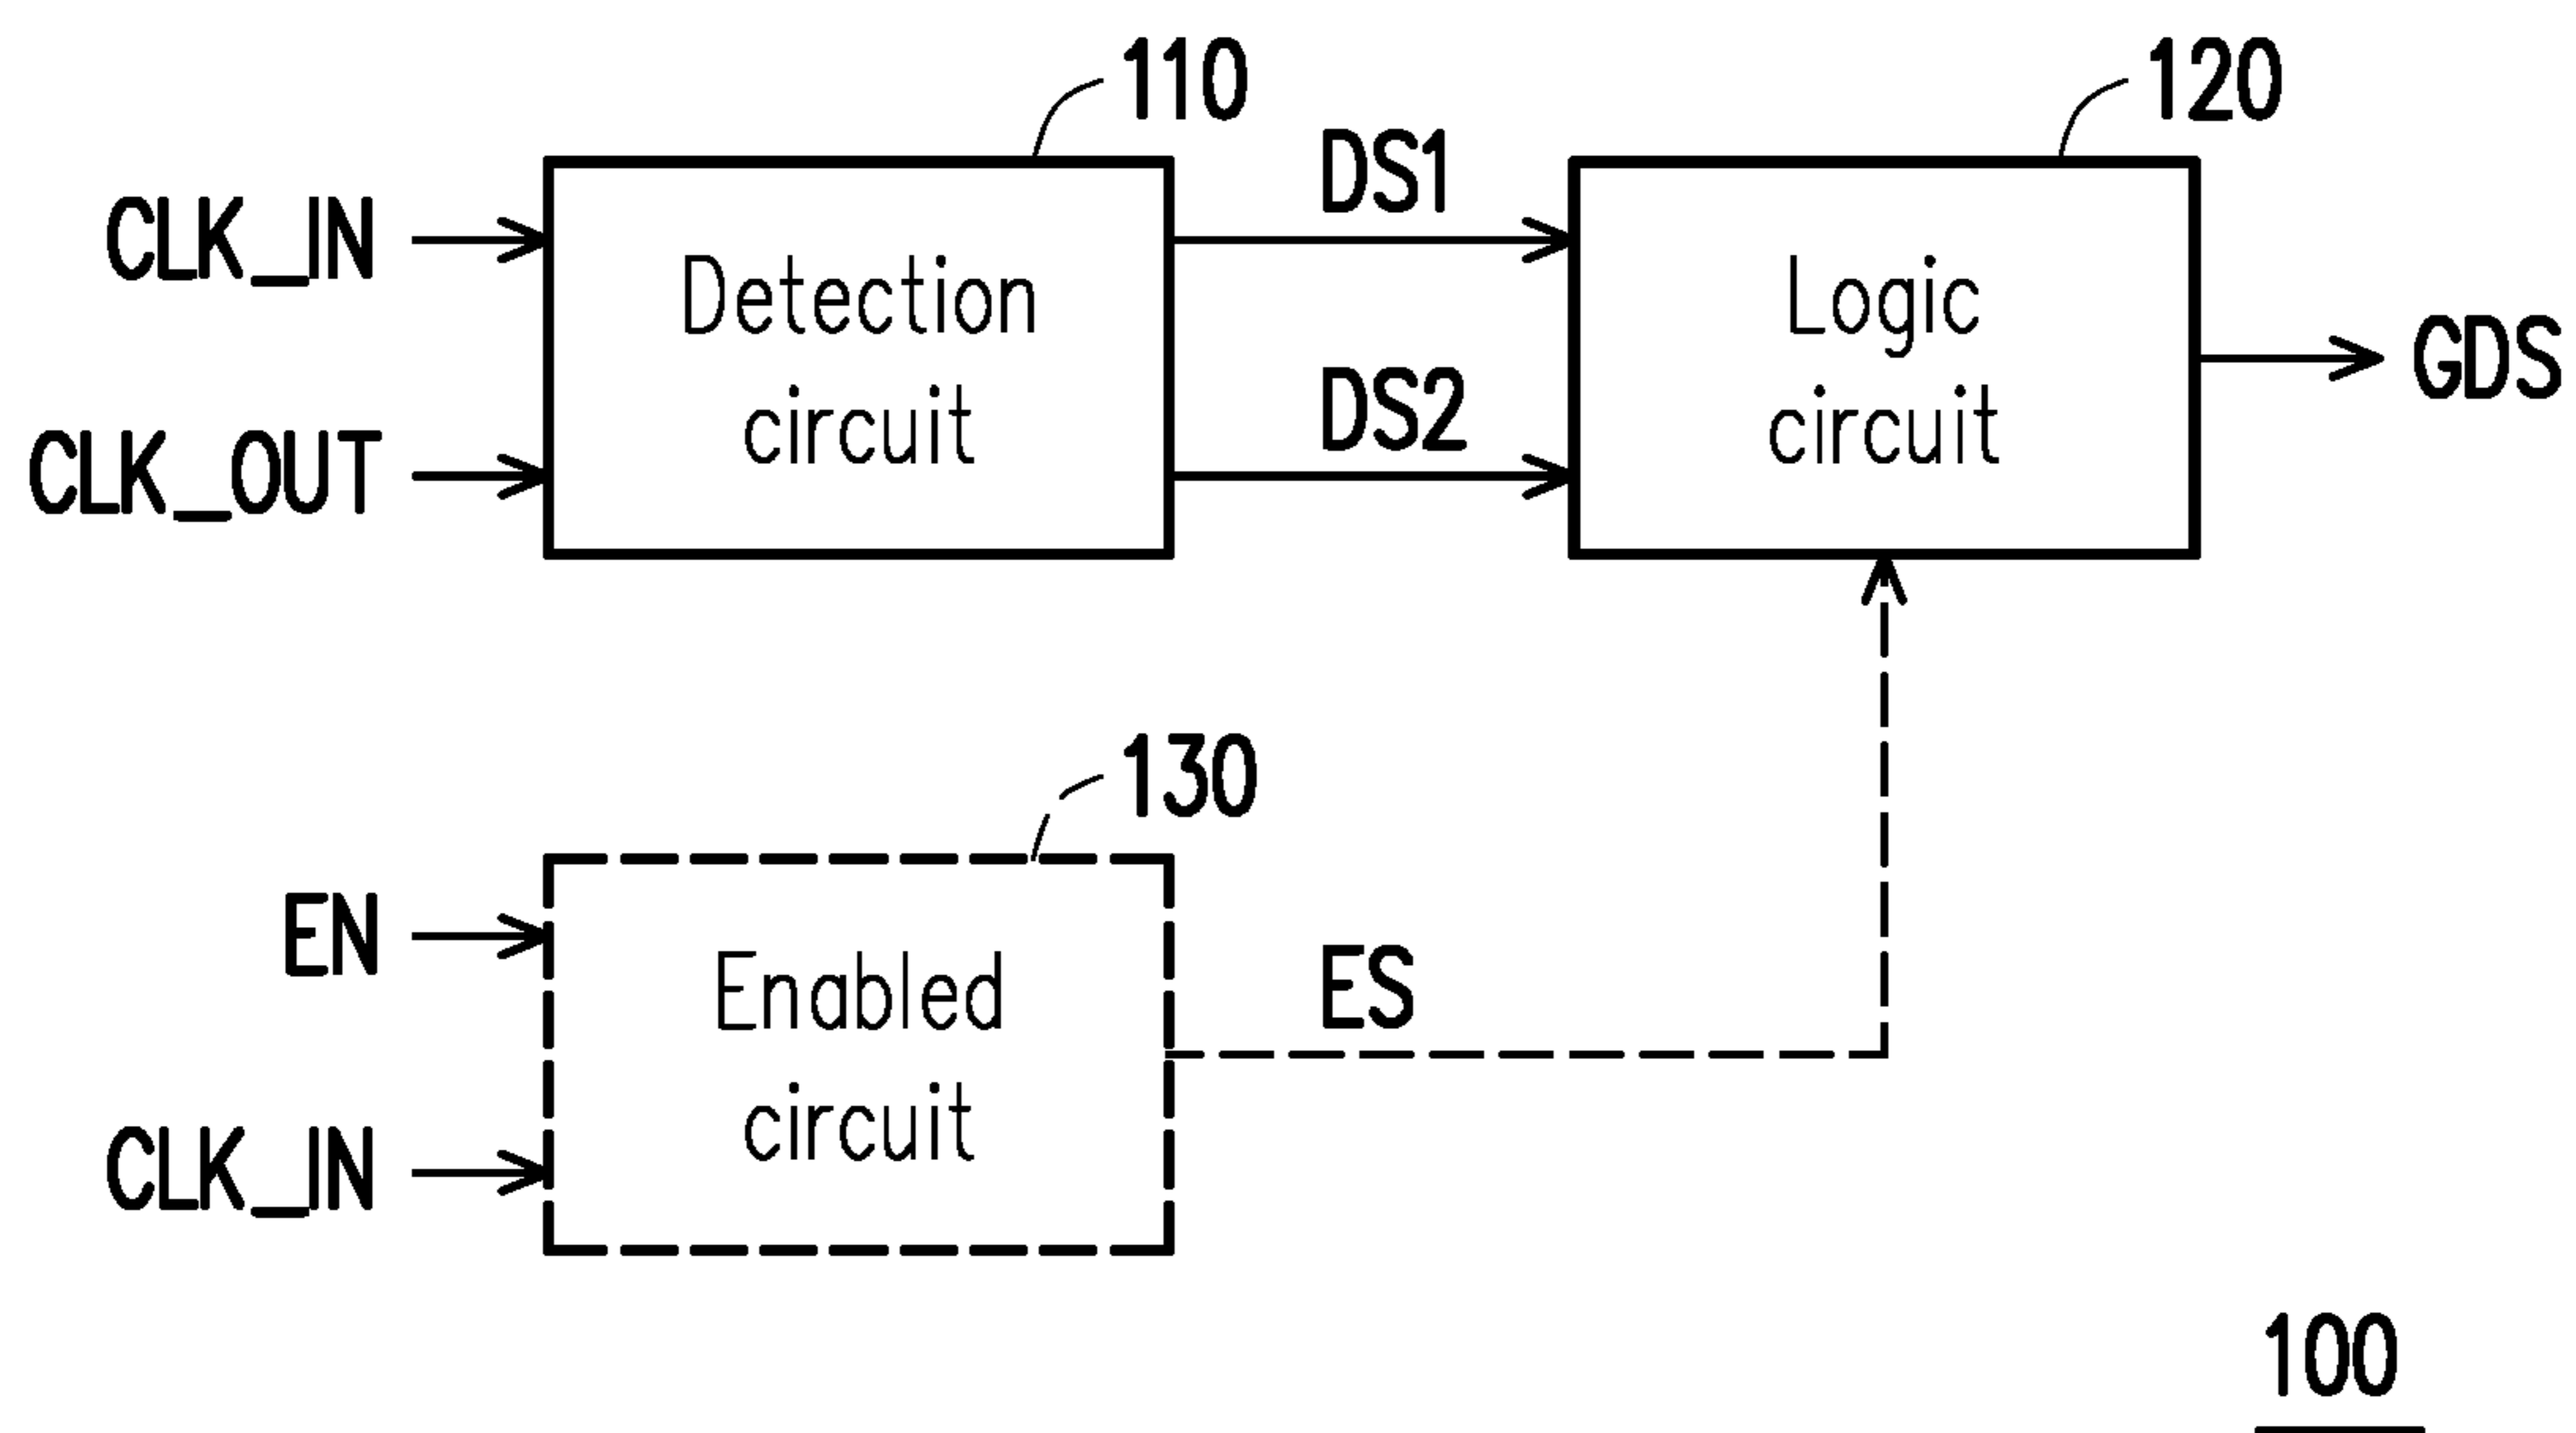 110
120
CLK_IN
DS1
Detection
circuit
Logic
circuit
CLK_OUT
DS2
GDS
130
EN
Enabled
circuit
ES
CLK_IN
100